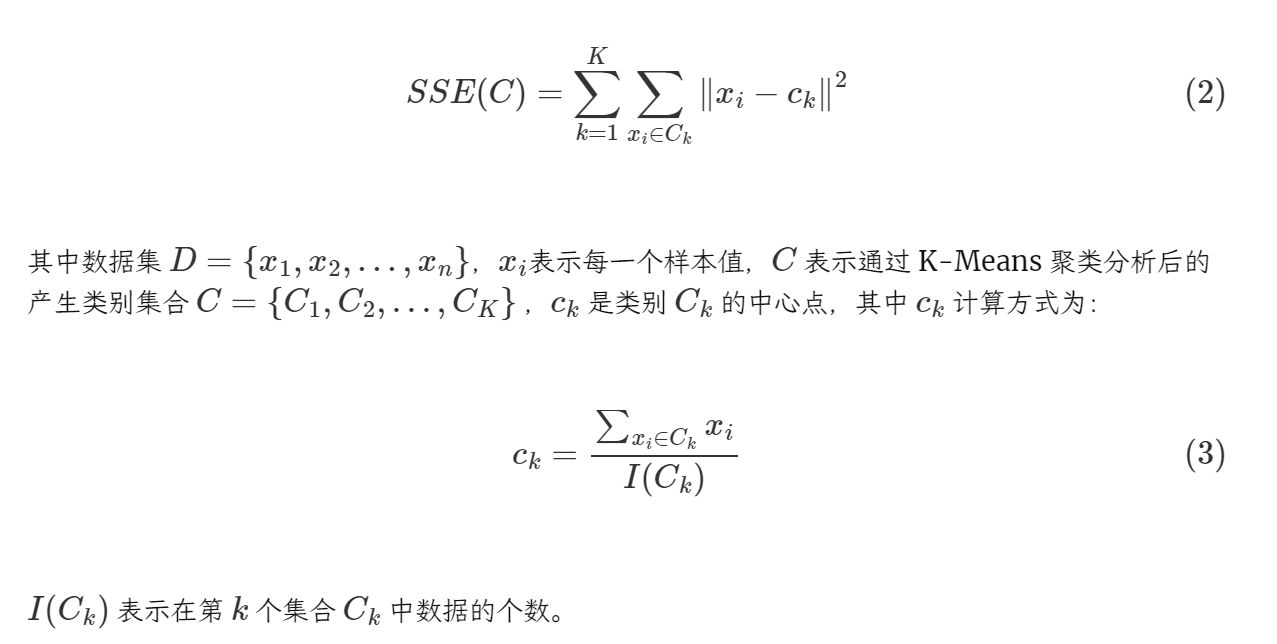 $$SSE(C) = \sum_{k=1}^{K} \sum_{x_i \in C_k} \|x_i - c_k\|^2 \quad (2)$$
其中数据集 $D = \{x_1, x_2, \ldots, x_n\}$，$x_i$表示每一个样本值，$C$ 表示通过 K-Means 聚类分析后的
产生类别集合 $C = \{C_1, C_2, \ldots, C_K\}$ ，$c_k$ 是类别 $C_k$ 的中心点，其中 $c_k$ 计算方式为：
$$c_k = \frac{\sum_{x_i \in C_k} x_i}{I(C_k)} \quad (3)$$
$I(C_k)$ 表示在第 $k$ 个集合 $C_k$ 中数据的个数。